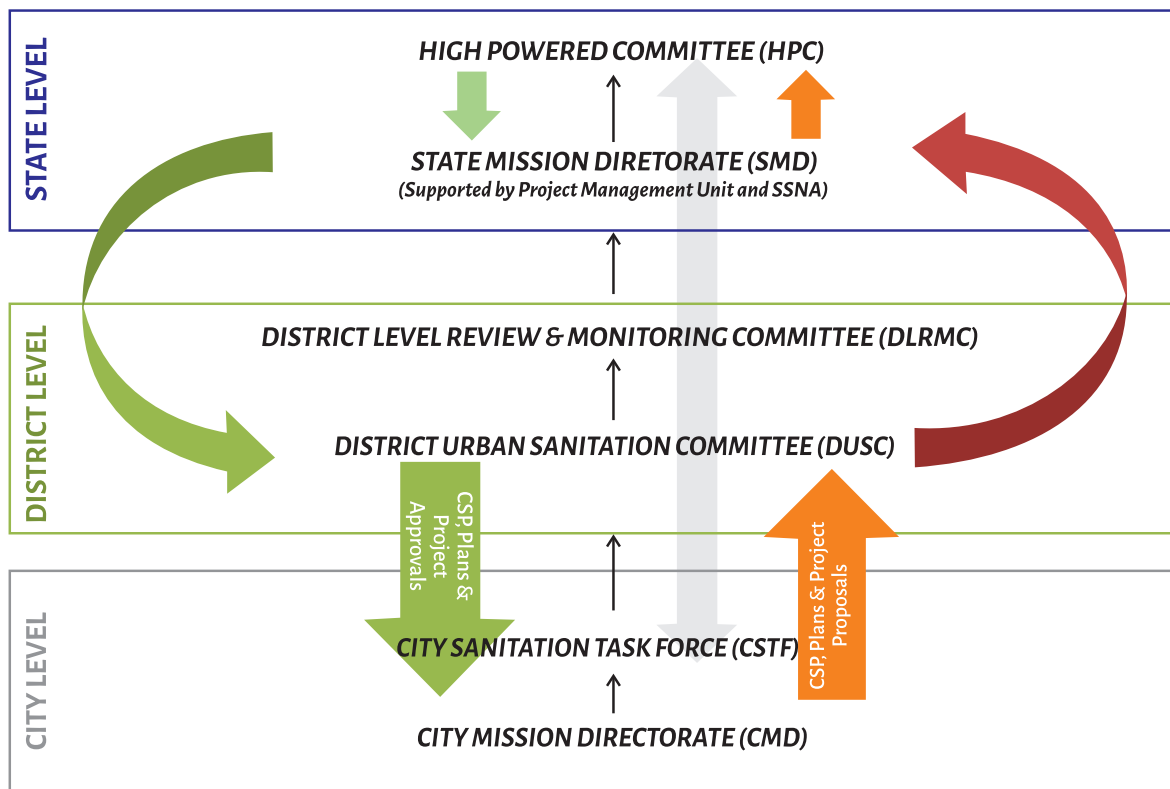 STATE LEVEL
HIGH POWERED COMMITTEE (HPC)
STATE MISSION DIRETORATE (SMD)
(Supported by Project Management Unit and SSNA)
DISTRICT LEVEL
DISTRICT LEVEL REVIEW & MONITORING COMMITTEE (DLRMC)
DISTRICT URBAN SANITATION COMMITTEE (DUSC)
CSP, Plans &
Project
Approvals
CSP, Plans & Project
Proposals
CITY LEVEL
CITY SANITATION TASK FORCE (CSTF)
CITY MISSION DIRECTORATE (CMD)